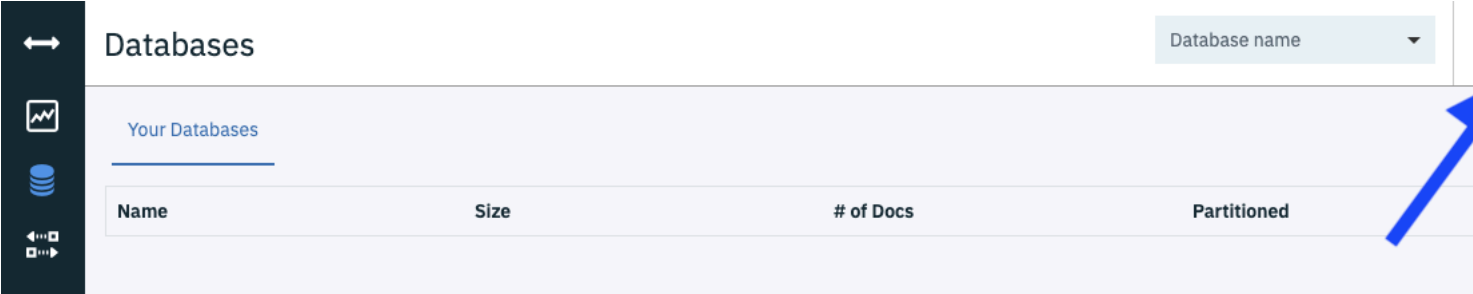 Databases
Database name
Your Databases
Name Size # of Docs Partitioned